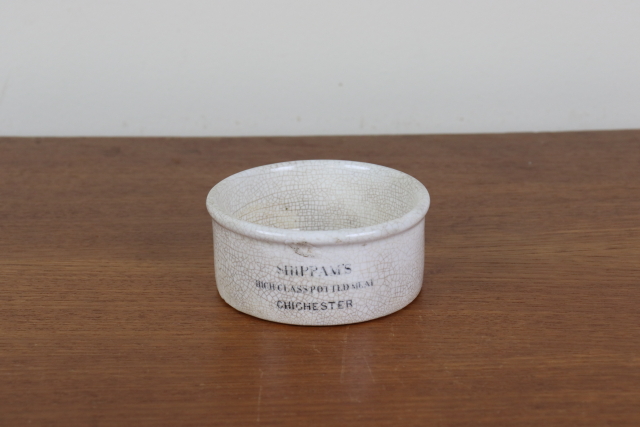 SHIPPAM'S
HIGH CLASS POTTED MEAT
CHICHESTER